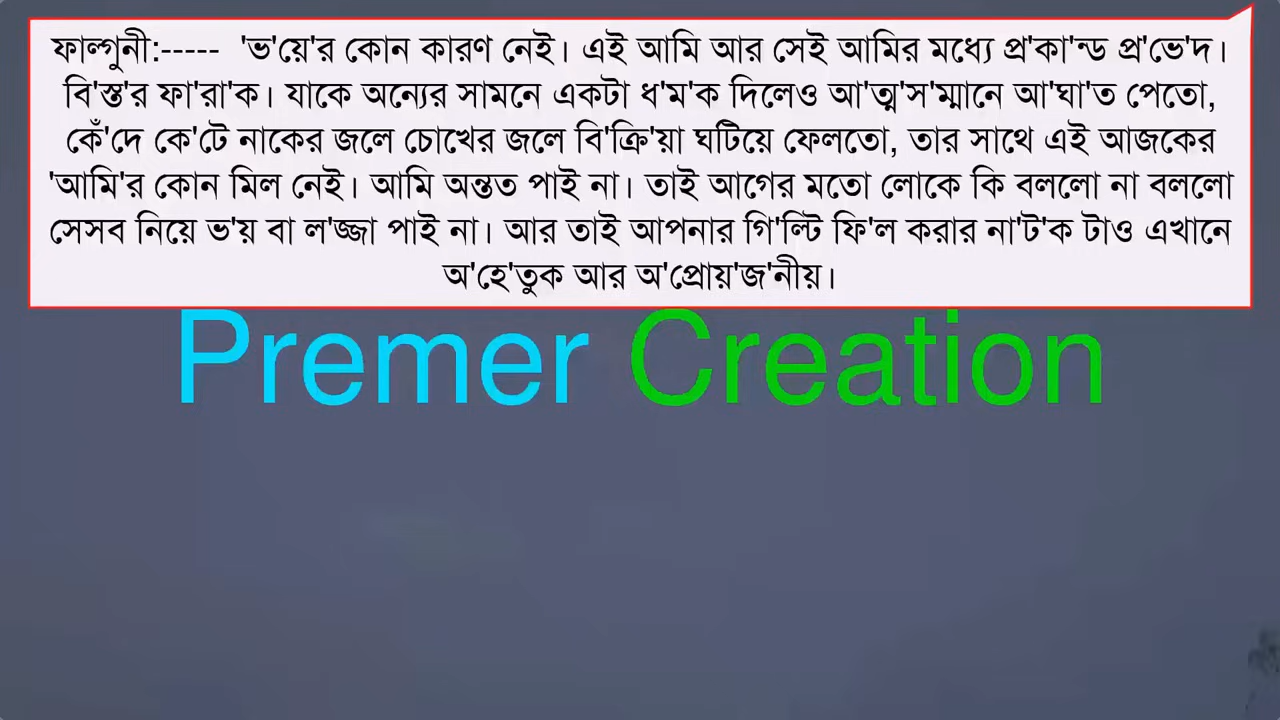 ফাল্গুনী:----- 'ভ'য়ে'র কোন কারণ নেই। এই আমি আর সেই আমির মধ্যে প্র'কা'ন্ড প্র'ভে'দ।
বি'স্ত'র ফা'রা'ক। যাকে অন্যের সামনে একটা ধ'ম'ক দিলেও আ'ত্ম'স'ম্মানে আ'ঘা'ত পেতো,
কেঁ'দে কে'টে নাকের জলে চোখের জলে বি'ক্রি'য়া ঘটিয়ে ফেলতো, তার সাথে এই আজকের
'আমি'র কোন মিল নেই। আমি অন্তত পাই না। তাই আগের মতো লোকে কি বললো না বললো
সেসব নিয়ে ভ'য় বা ল'জ্জা পাই না। আর তাই আপনার গি'ল্টি ফি'ল করার না'ট'ক টাও এখানে
অ'হে'তুক আর অ'প্রোয়'জ'নীয়।
Premer Creation